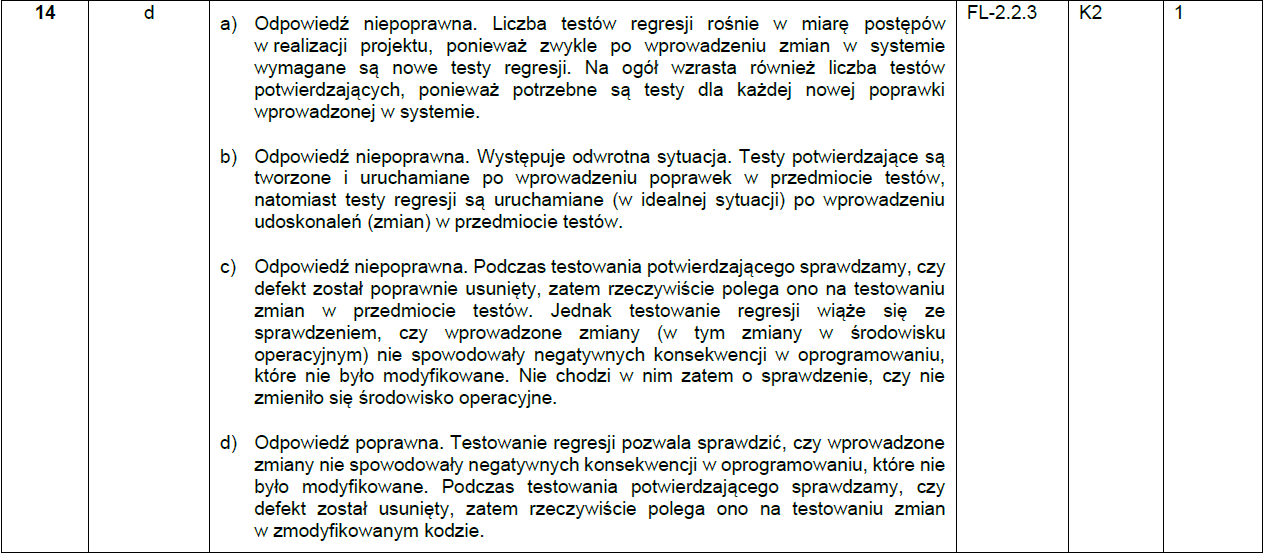 14 d a) Odpowiedź niepoprawna. Liczba testów regresji rośnie w miarę postępów FL-2.2.3 K2 1
w realizacji projektu, ponieważ zwykle po wprowadzeniu zmian w systemie
wymagane są nowe testy regresji. Na ogół wzrasta również liczba testów
potwierdzających, ponieważ potrzebne są testy dla każdej nowej poprawki
wprowadzonej w systemie.
b) Odpowiedź niepoprawna. Występuje odwrotna sytuacja. Testy potwierdzające są
tworzone i uruchamiane po wprowadzeniu poprawek w przedmiocie testów,
natomiast testy regresji są uruchamiane (w idealnej sytuacji) po wprowadzeniu
udoskonaleń (zmian) w przedmiocie testów.
c) Odpowiedź niepoprawna. Podczas testowania potwierdzającego sprawdzamy, czy
defekt został poprawnie usunięty, zatem rzeczywiście polega ono na testowaniu
zmian w przedmiocie testów. Jednak testowanie regresji wiąże się ze
sprawdzeniem, czy wprowadzone zmiany (w tym zmiany w środowisku
operacyjnym) nie spowodowały negatywnych konsekwencji w oprogramowaniu,
które nie było modyfikowane. Nie chodzi w nim zatem o sprawdzenie, czy nie
zmieniło się środowisko operacyjne.
d) Odpowiedź poprawna. Testowanie regresji pozwala sprawdzić, czy wprowadzone
zmiany nie spowodowały negatywnych konsekwencji w oprogramowaniu, które nie
było modyfikowane. Podczas testowania potwierdzającego sprawdzamy, czy
defekt został usunięty, zatem rzeczywiście polega ono na testowaniu zmian
w zmodyfikowanym kodzie.